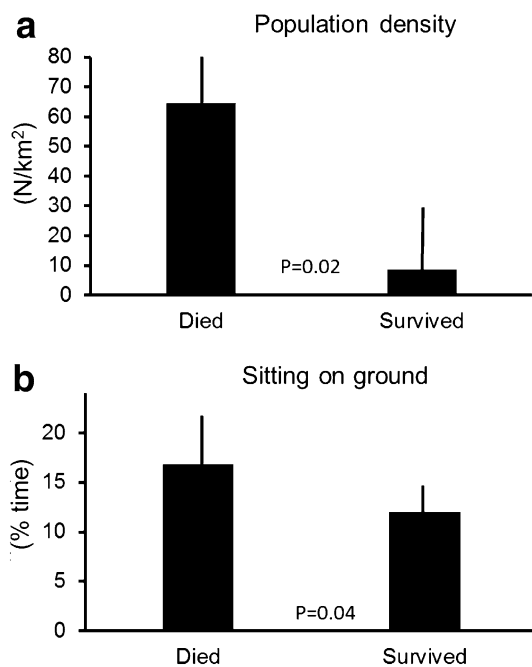 a
Population density
(N/km²)
80
70
60
50
40
30
20
10
0
P=0.02
Died Survived
b
Sitting on ground
(% time)
20
15
10
5
0
P=0.04
Died Survived